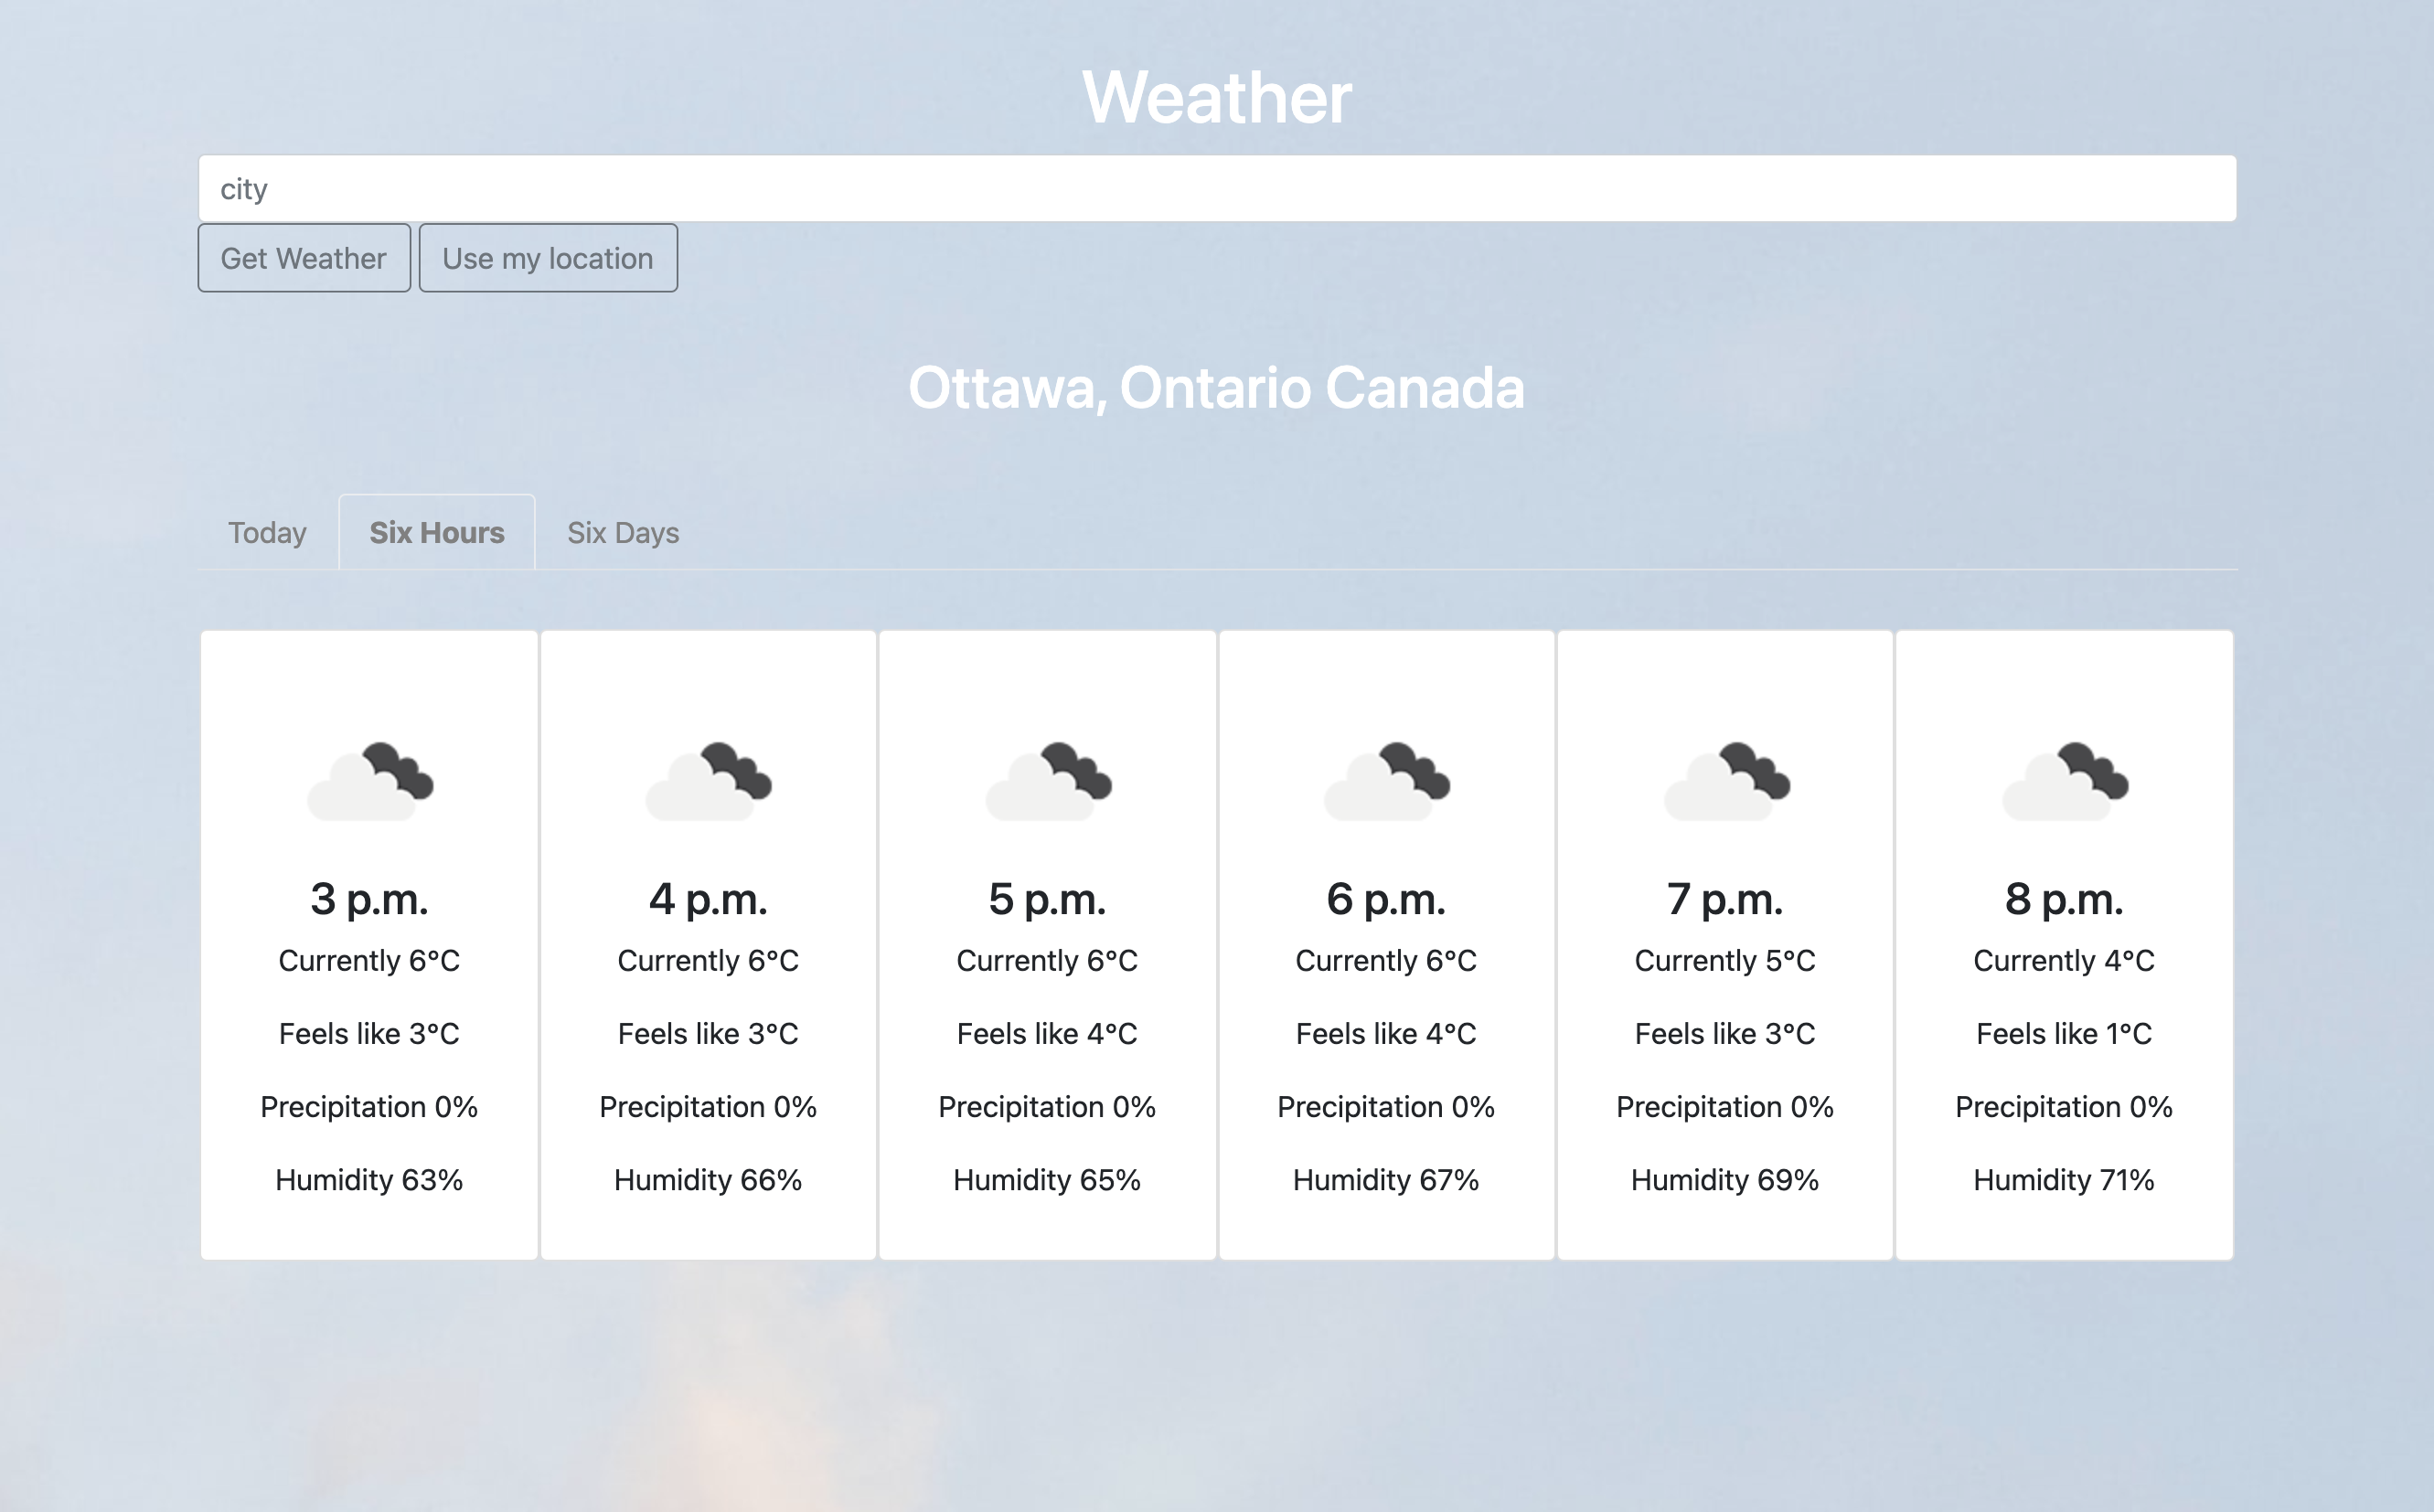 Weather
city
Get Weather Use my location
Ottawa, Ontario Canada
Today Six Hours Six Days
3 p.m.
Currently 6°C
Feels like 3°C
Precipitation 0%
Humidity 63%
4 p.m.
Currently 6°C
Feels like 3°C
Precipitation 0%
Humidity 66%
5 p.m.
Currently 6°C
Feels like 4°C
Precipitation 0%
Humidity 65%
6 p.m.
Currently 6°C
Feels like 4°C
Precipitation 0%
Humidity 67%
7 p.m.
Currently 5°C
Feels like 3°C
Precipitation 0%
Humidity 69%
8 p.m.
Currently 4°C
Feels like 1°C
Precipitation 0%
Humidity 71%